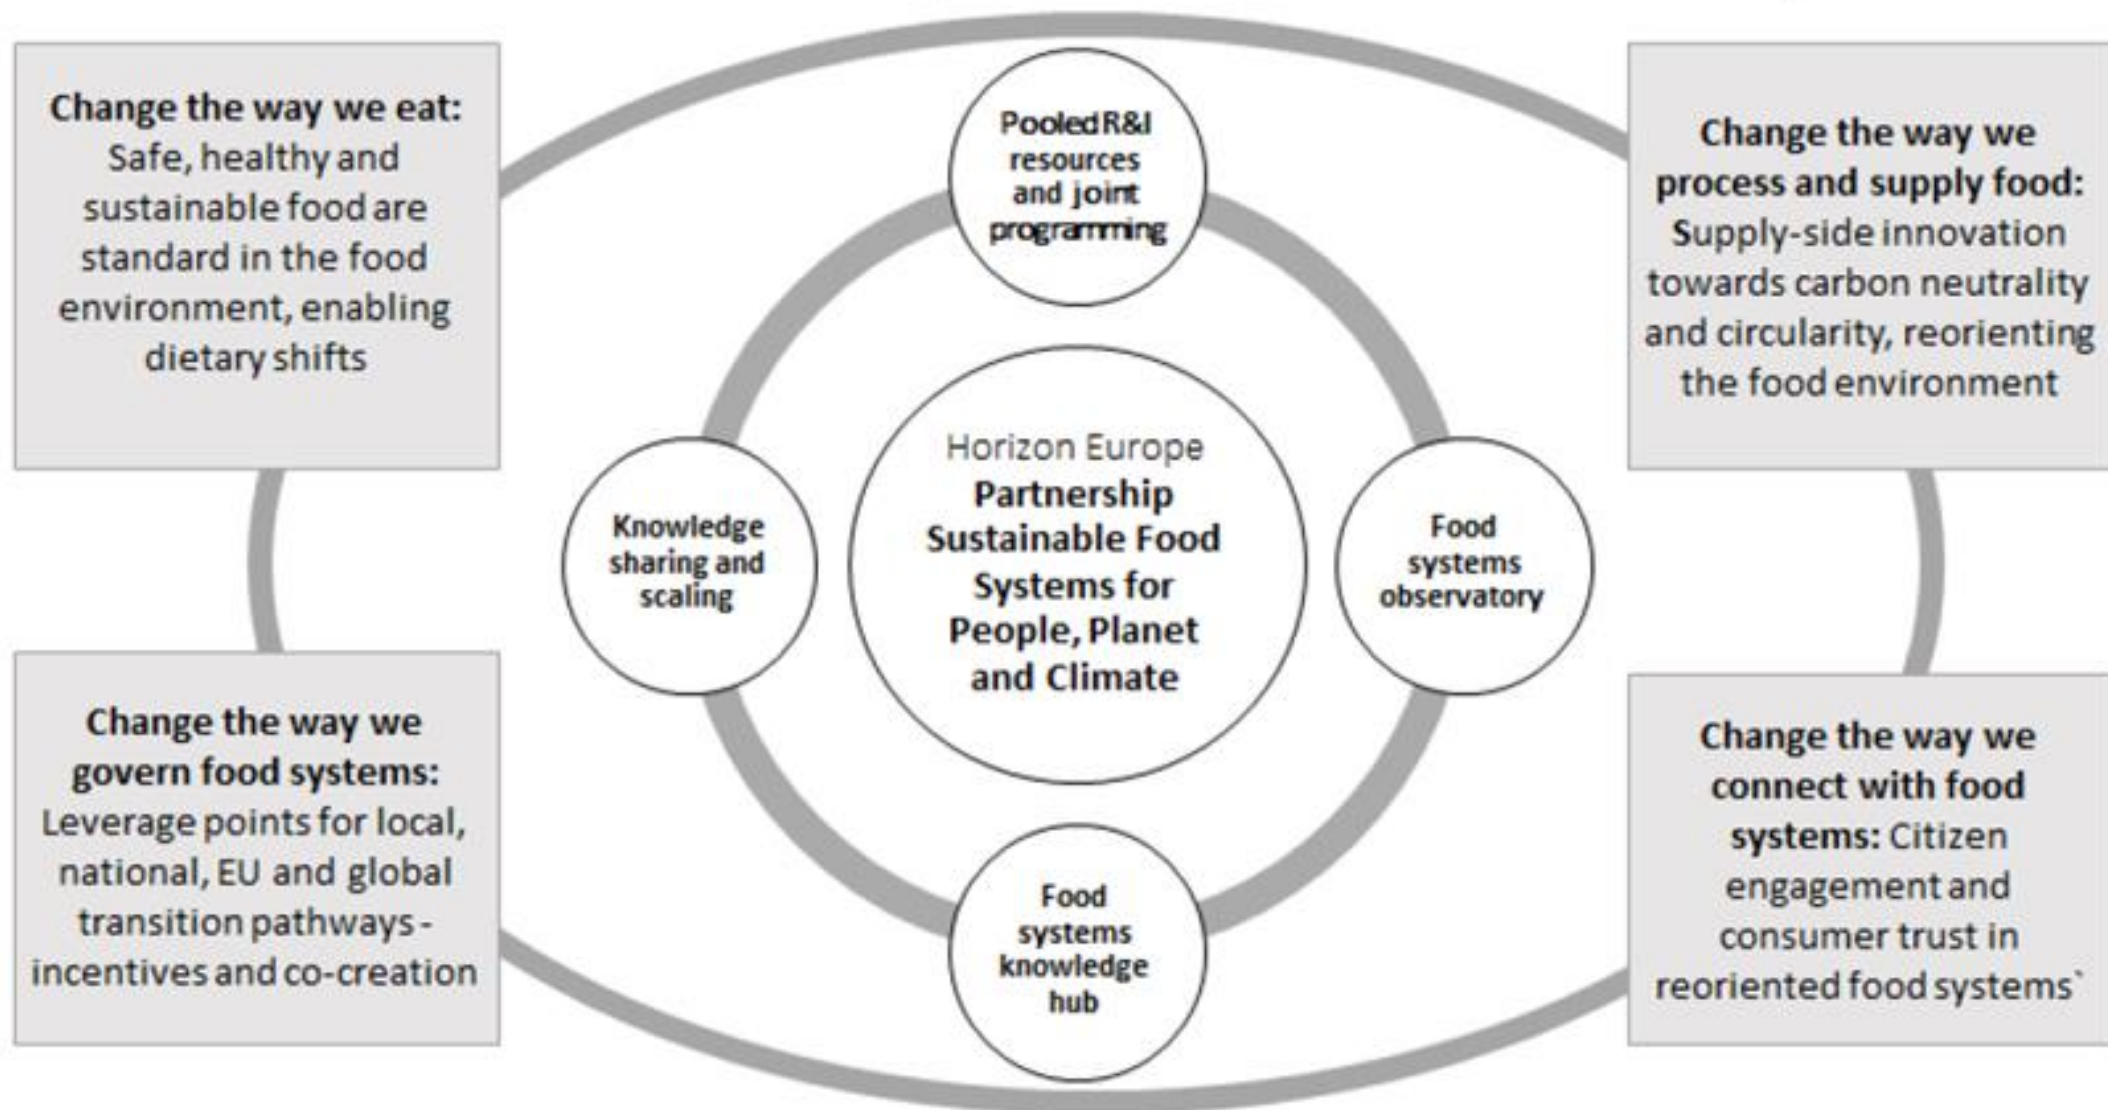 Change the way we eat:
Safe, healthy and
sustainable food are
standard in the food
environment, enabling
dietary shifts
Pooled R&I
resources
and joint
programming
Change the way we
process and supply food:
Supply-side innovation
towards carbon neutrality
and circularity, reorienting
the food environment
Knowledge
sharing and
scaling
Horizon Europe
Partnership
Sustainable Food
Systems for
People, Planet
and Climate
Food
systems
observatory
Change the way we
govern food systems:
Leverage points for local,
national, EU and global
transition pathways -
incentives and co-creation
Food
systems
knowledge
hub
Change the way we
connect with food
systems: Citizen
engagement and
consumer trust in
reoriented food systems`